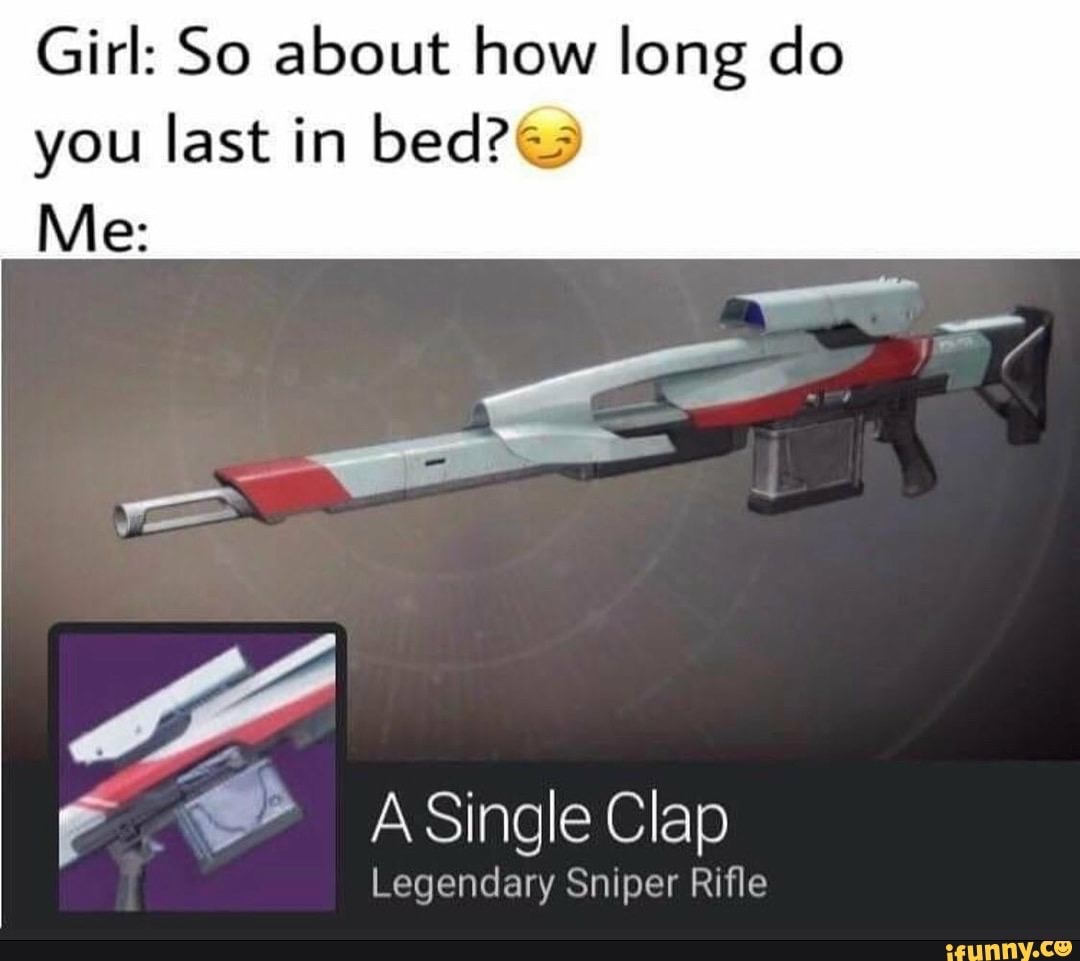 Girl: So about how long do
you last in bed?😏
Me:
A Single Clap
Legendary Sniper Rifle
ifunny.co